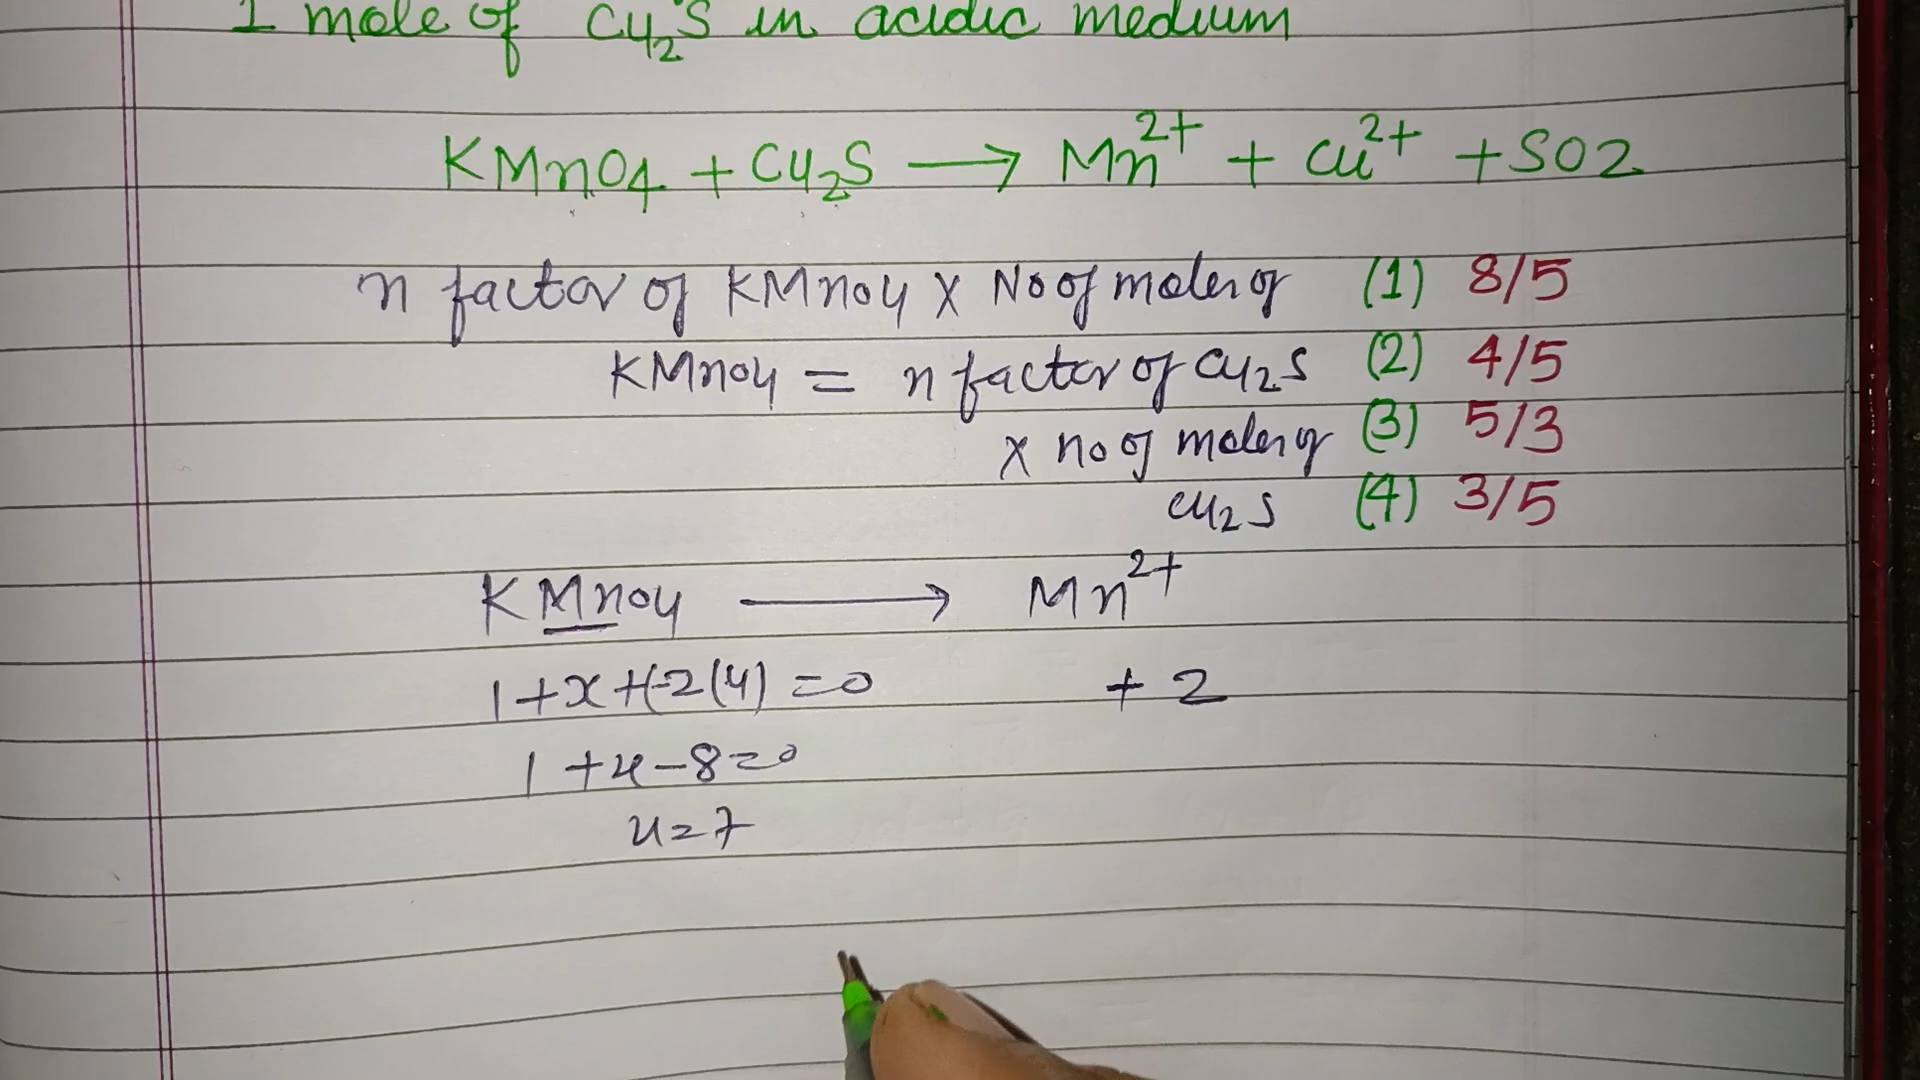 1 mole of Cu2S in acidic medium
KMnO4 + Cu2S → Mn2+ + Cu2+ + SO2
n factor of KMnO4 X No of moles of
KMnO4 = n factor of Cu2S
x no of moles of
Cu2S
(1) 8/5
(2) 4/5
(3) 5/3
(4) 3/5
KMnO4 → Mn2+
1+x+(-2(4) =0 +2
1+x-8=0
x=7